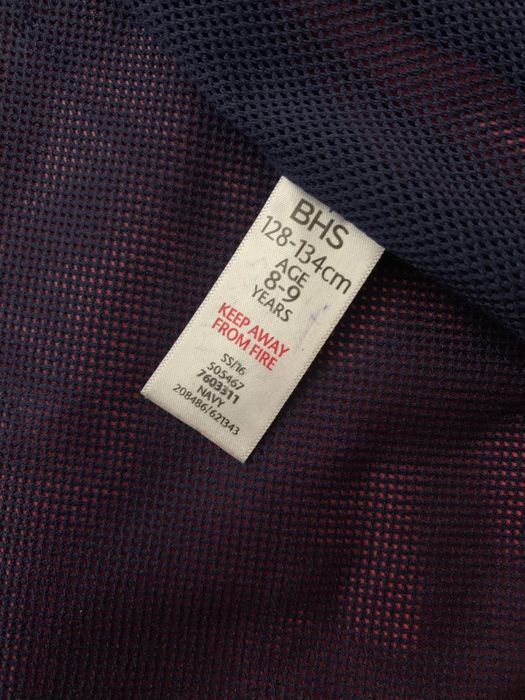 BHS
128-134cm
AGE
8-9
YEARS
KEEP AWAY
FROM FIRE
SS/16
505467
7603311
NAVY
208486/621343